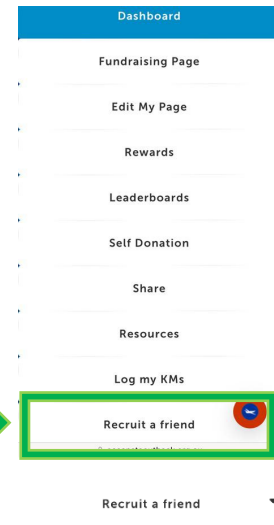 Dashboard
Fundraising Page
Edit My Page
Rewards
Leaderboards
Self Donation
Share
Resources
Log my KMs
Recruit a friend
Recruit a friend